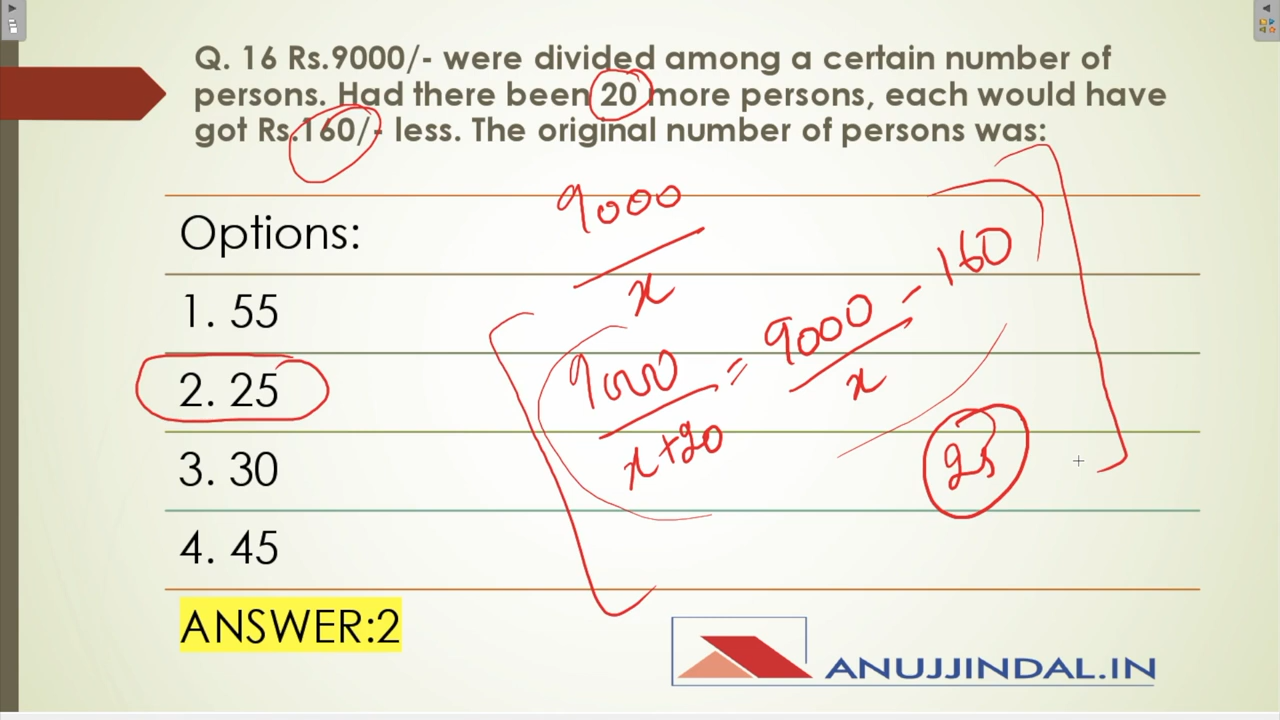 Q. 16 Rs.9000/- were divided among a certain number of
persons. Had there been 20 more persons, each would have
got Rs.160/- less. The original number of persons was:
Options:
1. 55
2. 25
3. 30
4. 45
ANSWER:2
9000
x
9000 = 9000 - 160
x+20 x
25
ANUJJINDAL.IN